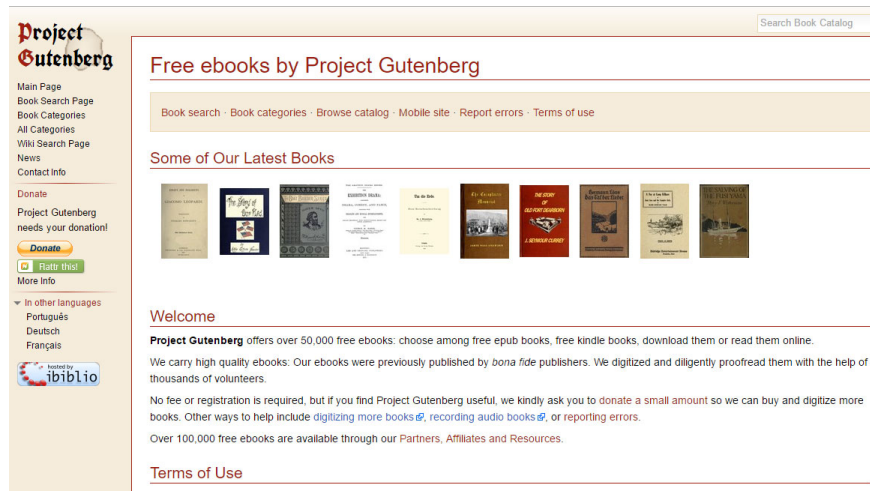 Project
Gutenberg
Search Book Catalog
Main Page
Book Search Page
Book Categories
All Categories
Wiki Search Page
News
Contact Info
Donate
Project Gutenberg
needs your donation!
Donate
Flattr this!
More Info
In other languages
Português
Deutsch
Français
hosted by
ibiblio
Free ebooks by Project Gutenberg
Book search · Book categories · Browse catalog · Mobile site · Report errors · Terms of use
Some of Our Latest Books
THE STORY
OF
OLD FORT DEARBORN
J. SEYMOUR CURREY
Welcome
Project Gutenberg offers over 50,000 free ebooks: choose among free epub books, free kindle books, download them or read them online.
We carry high quality ebooks: Our ebooks were previously published by bona fide publishers. We digitized and diligently proofread them with the help of
thousands of volunteers.
No fee or registration is required, but if you find Project Gutenberg useful, we kindly ask you to donate a small amount so we can buy and digitize more
books. Other ways to help include digitizing more books, recording audio books, or reporting errors.
Over 100,000 free ebooks are available through our Partners, Affiliates and Resources.
Terms of Use